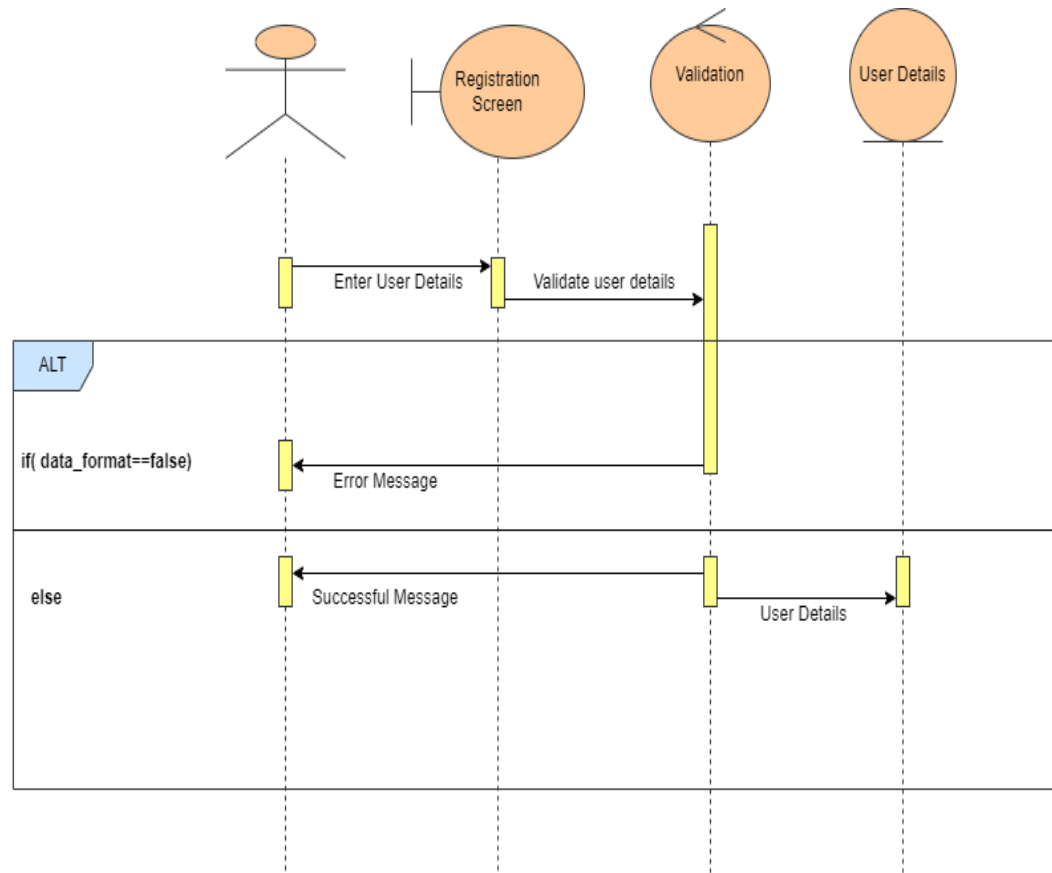 Registration
Screen
Validation
User Details
Enter User Details
Validate user details
ALT
if( data_format==false)
Error Message
else
Successful Message
User Details